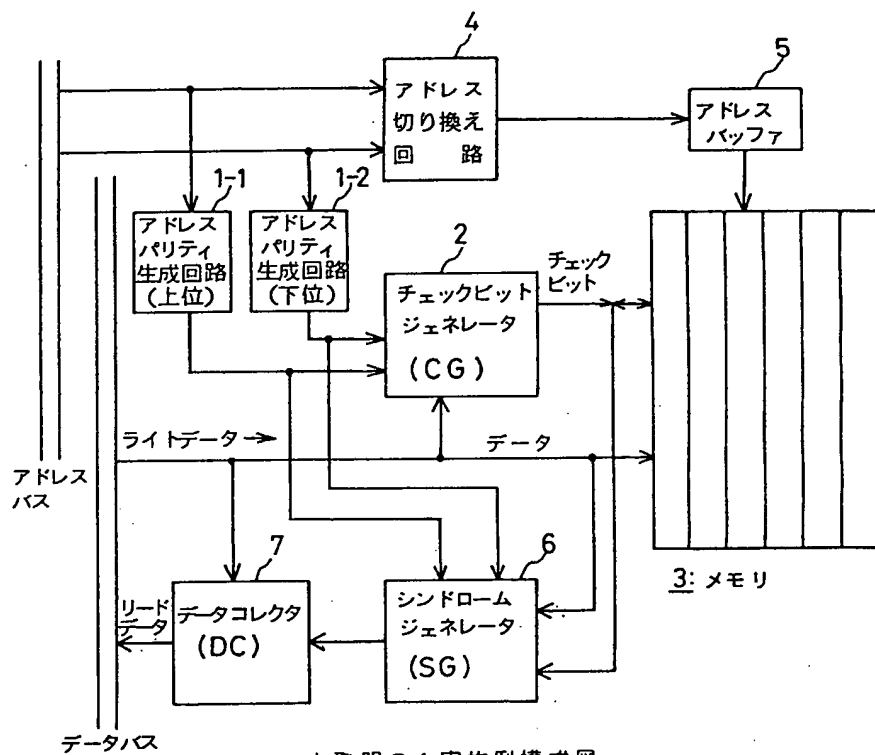 4
アドレス
切り換え
回 路
5
アドレス
バッファ
1-1
アドレス
パリティ
生成回路
(上位)
1-2
アドレス
パリティ
生成回路
(下位)
2
チェックビット
ジェネレータ
(CG)
チェック
ビット
ライトデータ→
データ
アドレス
バス
3: メモリ
7
データコレクタ
(DC)
リード
データ
6
シンドローム
ジェネレータ
(SG)
データバス